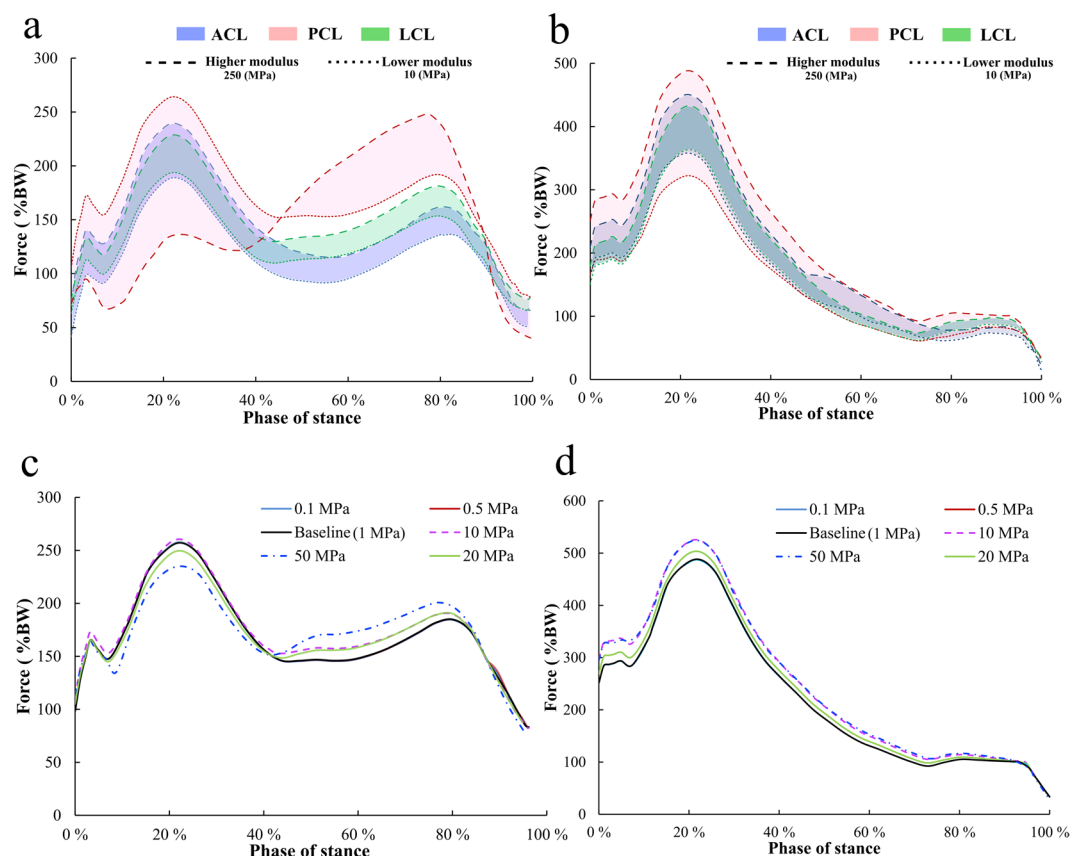 a
ACL PCL LCL
Higher modulus 250 (MPa) Lower modulus 10 (MPa)
300
250
200
150
100
50
0
Force ( %BW)
0 % 20 % 40 % 60 % 80 % 100 %
Phase of stance
b
ACL PCL LCL
Higher modulus 250 (MPa) Lower modulus 10 (MPa)
500
400
300
200
100
0
Force ( %BW)
0 % 20 % 40 % 60 % 80 % 100 %
Phase of stance
c
0.1 MPa 0.5 MPa
Baseline (1 MPa) 10 MPa
50 MPa 20 MPa
300
250
200
150
100
50
0
Force ( %BW)
0 % 20 % 40 % 60 % 80 % 100 %
Phase of stance
d
0.1 MPa 0.5 MPa
Baseline (1 MPa) 10 MPa
50 MPa 20 MPa
600
500
400
300
200
100
0
Force ( %BW)
0 % 20 % 40 % 60 % 80 % 100 %
Phase of stance